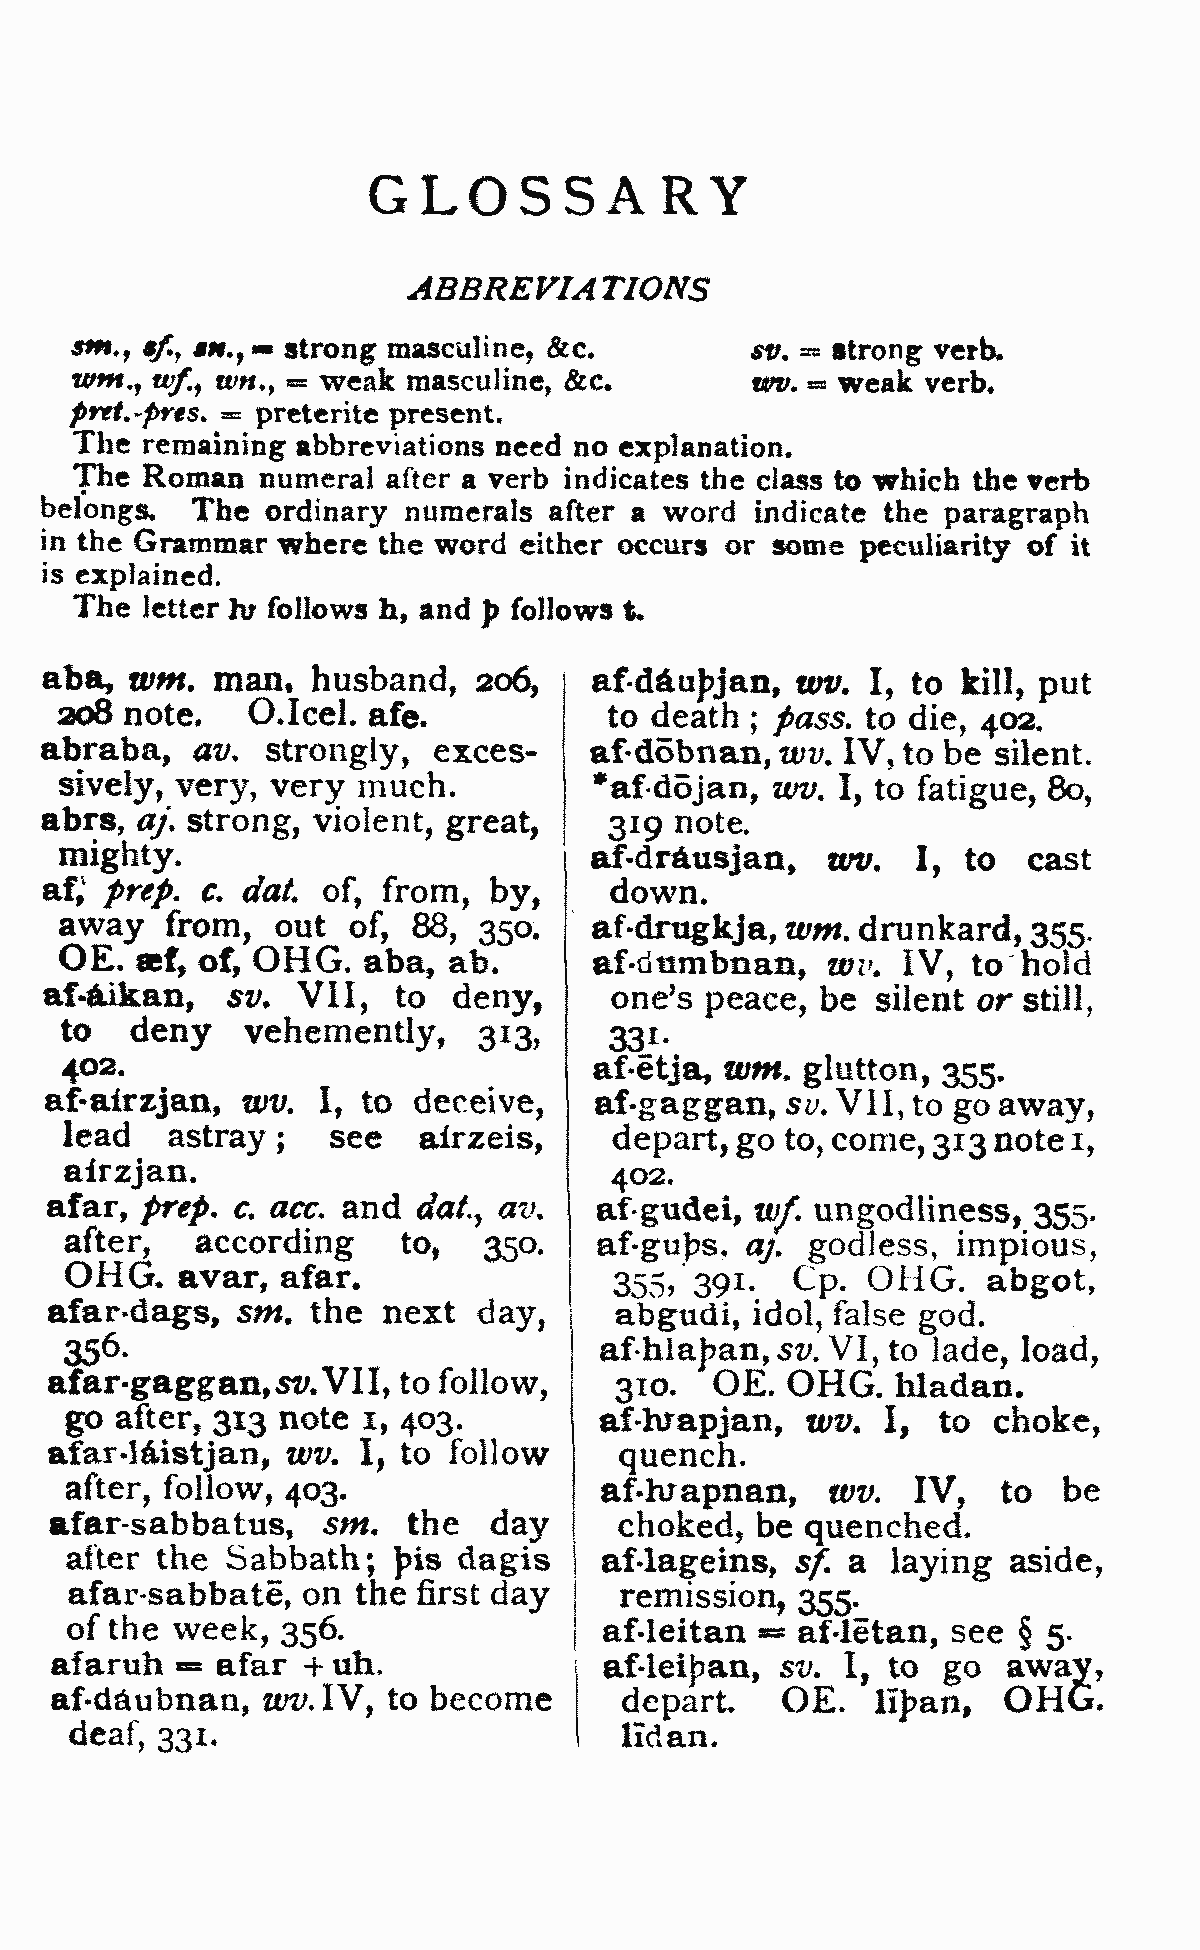 GLOSSARY
ABBREVIATIONS
sm., sf., sn., = strong masculine, &c. sv. = strong verb.
wm., wf., wn., = weak masculine, &c. wv. = weak verb.
pret.-pres. = preterite present.
The remaining abbreviations need no explanation.
The Roman numeral after a verb indicates the class to which the verb
belongs. The ordinary numerals after a word indicate the paragraph
in the Grammar where the word either occurs or some peculiarity of it
is explained.
The letter ƕ follows h, and þ follows t.
aba, wm. man, husband, 206,
208 note. O.Icel. afe.
abraba, av. strongly, exces-
sively, very, very much.
abrs, aj. strong, violent, great,
mighty.
af, prep. c. dat. of, from, by,
away from, out of, 88, 350.
OE. æf, of, OHG. aba, ab.
af-áikan, sv. VII, to deny,
to deny vehemently, 313,
402.
af-aírzjan, wv. I, to deceive,
lead astray; see aírzeis,
aírzjan.
afar, prep. c. acc. and dat., av.
after, according to, 350.
OHG. avar, afar.
afar-dags, sm. the next day,
356.
afar-gaggan, sv. VII, to follow,
go after, 313 note 1, 403.
afar-láistjan, wv. I, to follow
after, follow, 403.
afar-sabbatus, sm. the day
after the Sabbath; þis dagis
afar-sabbatē, on the first day
of the week, 356.
afaruh = afar + uh.
af-dáubnan, wv. IV, to become
deaf, 331.
af-dáuþjan, wv. I, to kill, put
to death; pass. to die, 402.
af-dōbnan, wv. IV, to be silent.
*af-dōjan, wv. I, to fatigue, 80,
319 note.
af-dráusjan, wv. I, to cast
down.
af-drugkja, wm. drunkard, 355.
af-dumbnan, wv. IV, to hold
one's peace, be silent or still,
331.
af-ētja, wm. glutton, 355.
af-gaggan, sv. VII, to go away,
depart, go to, come, 313 note 1,
402.
af-gudei, wf. ungodliness, 355.
af-guþs. aj. godless, impious,
355, 391. Cp. OHG. abgot,
abgudi, idol, false god.
af-hlaþan, sv. VI, to lade, load,
310. OE. OHG. hladan.
af-ƕapjan, wv. I, to choke,
quench.
af-ƕapnan, wv. IV, to be
choked, be quenched.
af-lageins, sf. a laying aside,
remission, 355.
af-leitan = af-lētan, see § 5.
af-leiþan, sv. I, to go away,
depart. OE. līþan, OHG.
līdan.